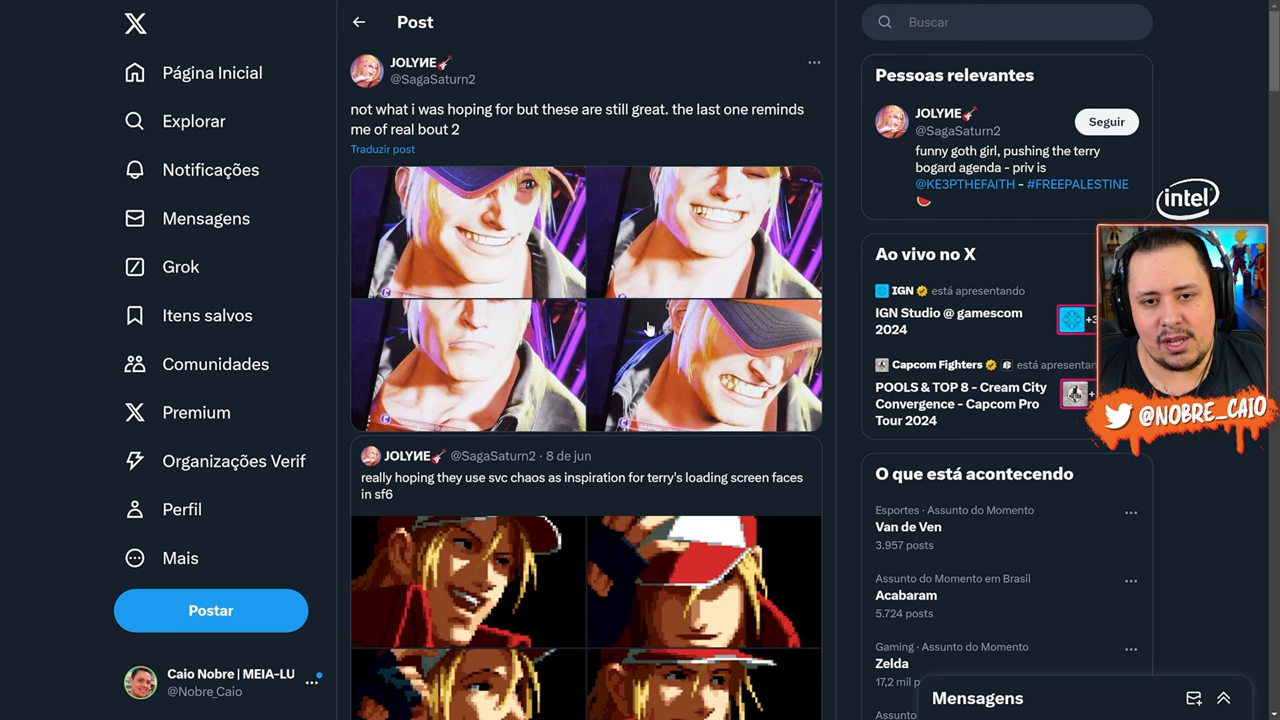 Página Inicial
Explorar
Notificações
Mensagens
Grok
Itens salvos
Comunidades
Premium
Organizações Verif
Perfil
Mais
Postar
Caio Nobre | MEIA-LU
@Nobre_Caio
Post
JOLYИE
@SagaSaturn2
not what i was hoping for but these are still great. the last one reminds
me of real bout 2
Traduzir post
JOLYИE @SagaSaturn2 · 8 de jun
really hoping they use svc chaos as inspiration for terry's loading screen faces
in sf6
Buscar
Pessoas relevantes
JOLYИE
@SagaSaturn2
Seguir
funny goth girl, pushing the terry
bogard agenda - priv is
@KE3PTHEFAITH - #FREEPALESTINE
intel
Ao vivo no X
IGN está apresentando
IGN Studio @ gamescom
2024
+3
Capcom Fighters está apresentan
POOLS & TOP 8 - Cream City
Convergence - Capcom Pro
Tour 2024
@NOBRE_CAIO
O que está acontecendo
Esportes · Assunto do Momento
Van de Ven
3.957 posts
Assunto do Momento em Brasil
Acabaram
5.724 posts
Gaming · Assunto do Momento
Zelda
17,2 mil p
Mensagens